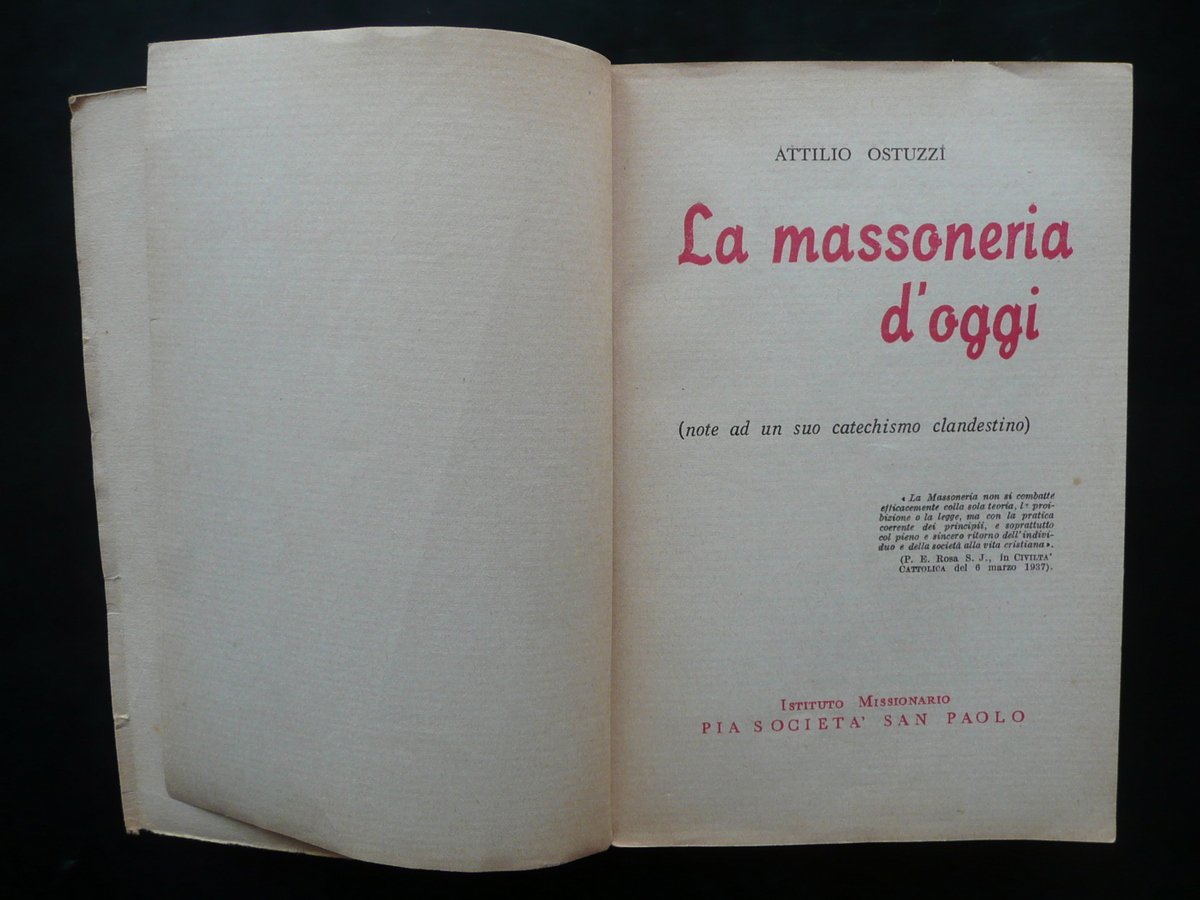 ATTILIO OSTUZZI
La massoneria
d'oggi
(note ad un suo catechismo clandestino)
« La Massoneria non si combatte
efficacemente colla sola teoria, la proi-
bizione o la legge, ma con la pratica
coerente dei principii, e soprattutto
col pieno e sincero ritorno dell'indivi-
duo e della società alla vita cristiana ».
(P. E. Rosa S. J., in CIVILTA'
CATTOLICA del 6 marzo 1937).
ISTITUTO MISSIONARIO
PIA SOCIETA' SAN PAOLO